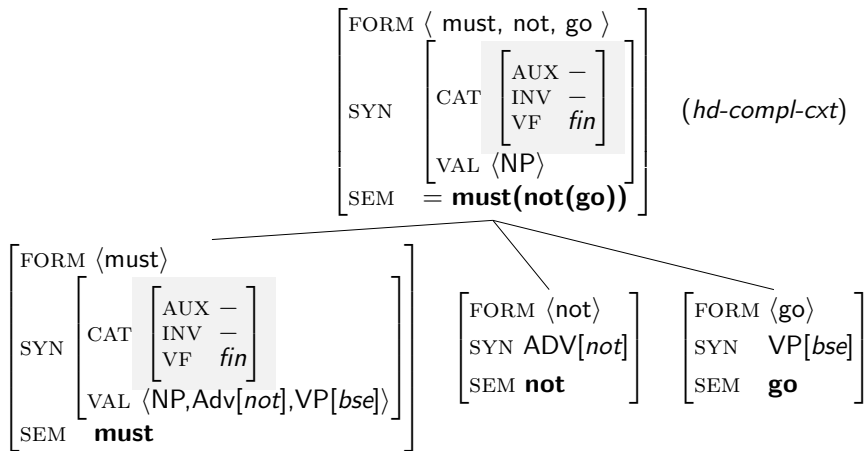 FORM ⟨ must, not, go ⟩
AUX −
SYN CAT INV − (hd-compl-cxt)
VF fin
VAL ⟨NP⟩
SEM = must(not(go))
FORM ⟨must⟩
AUX −
SYN CAT INV −
VF fin
VAL ⟨NP,Adv[not],VP[bse]⟩
SEM must
FORM ⟨not⟩
SYN ADV[not]
SEM not
FORM ⟨go⟩
SYN VP[bse]
SEM go